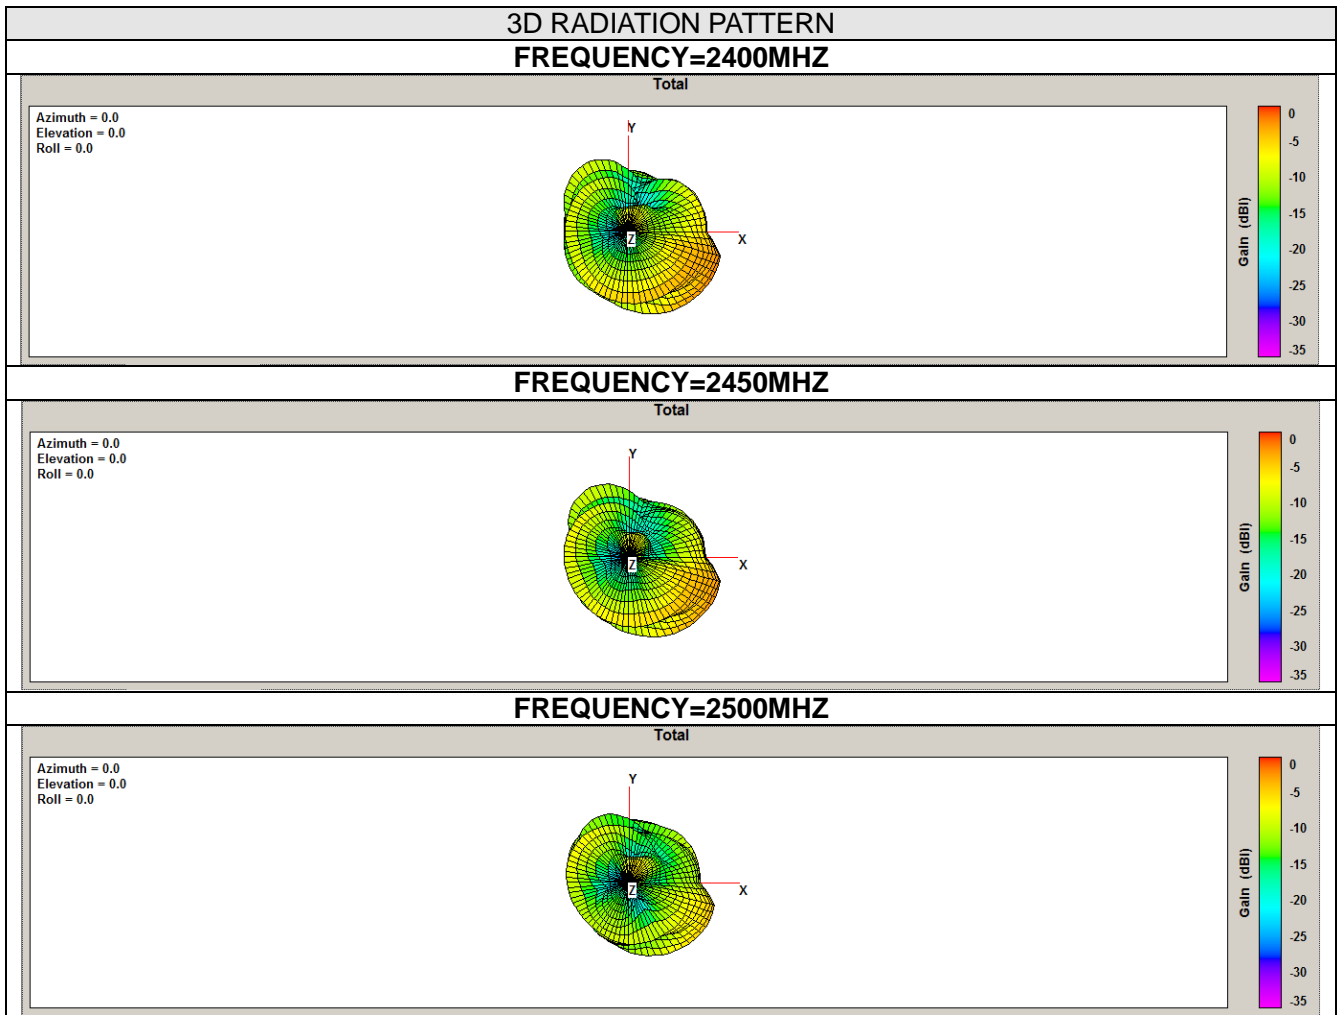 3D RADIATION PATTERN
FREQUENCY=2400MHZ
Total
Azimuth = 0.0
Elevation = 0.0
Roll = 0.0
Y
X
Z
Gain (dBi)
0
-5
-10
-15
-20
-25
-30
-35
FREQUENCY=2450MHZ
Total
Azimuth = 0.0
Elevation = 0.0
Roll = 0.0
Y
X
Z
Gain (dBi)
0
-5
-10
-15
-20
-25
-30
-35
FREQUENCY=2500MHZ
Total
Azimuth = 0.0
Elevation = 0.0
Roll = 0.0
Y
X
Z
Gain (dBi)
0
-5
-10
-15
-20
-25
-30
-35